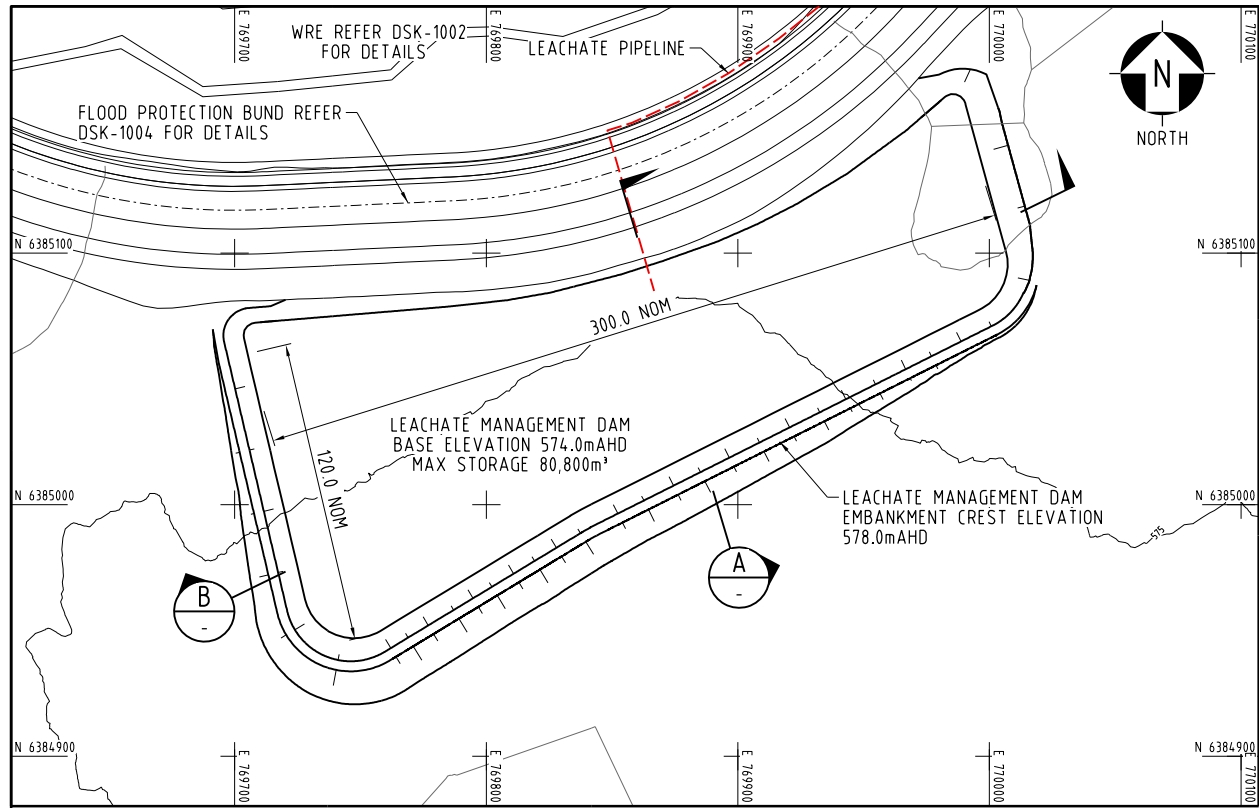 E 769700
E 769800
E 769900
E 770000
E 770100
WRE REFER DSK-1002
FOR DETAILS
LEACHATE PIPELINE
FLOOD PROTECTION BUND REFER
DSK-1004 FOR DETAILS
N
NORTH
N 6385100
N 6385100
300.0 NOM
LEACHATE MANAGEMENT DAM
BASE ELEVATION 574.0mAHD
MAX STORAGE 80,800m³
120.0 NOM
N 6385000
N 6385000
LEACHATE MANAGEMENT DAM
EMBANKMENT CREST ELEVATION
578.0mAHD
575
A
-
B
-
N 6384900
N 6384900
E 769700
E 769800
E 769900
E 770000